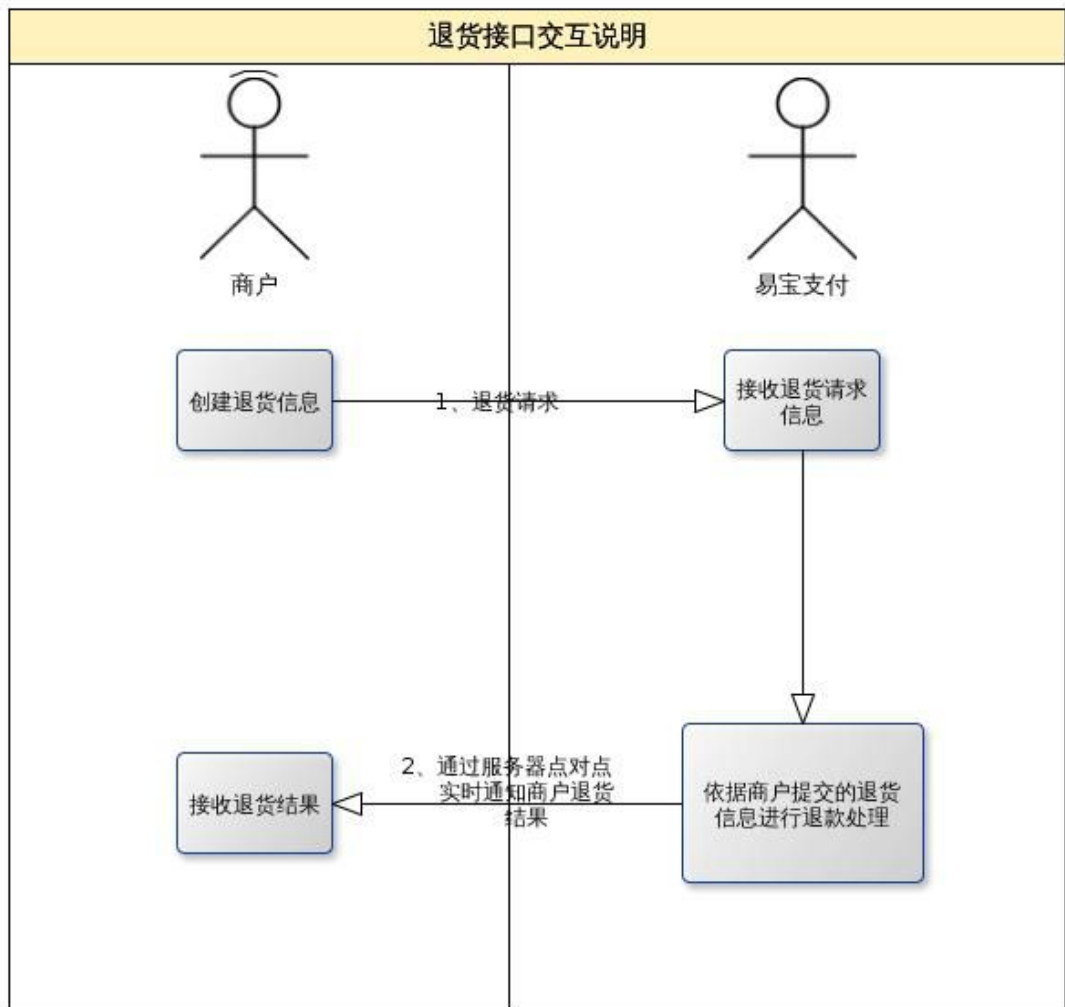 退货接口交互说明
商户
易宝支付
创建退货信息
1、退货请求
接收退货请求
信息
接收退货结果
2、通过服务器点对点
实时通知商户退货
结果
依据商户提交的退货
信息进行退款处理